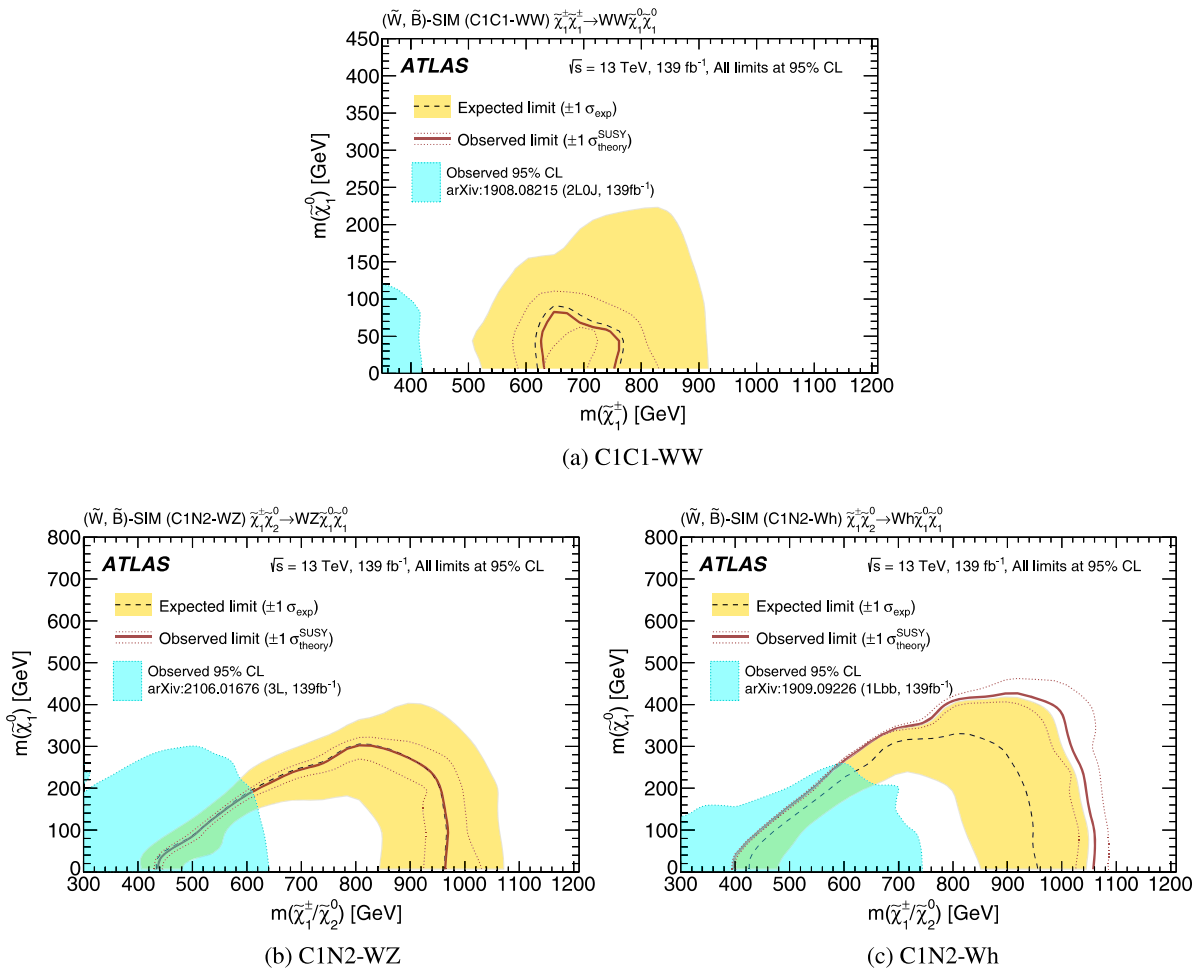 (W̃, B̃)-SIM (C1C1-WW) χ̃₁±χ̃₁±→WWχ̃₁⁰χ̃₁⁰
450
400
350
300
250
200
150
100
50
0
m(χ̃₁⁰) [GeV]
ATLAS
√s = 13 TeV, 139 fb⁻¹, All limits at 95% CL
Expected limit (±1 σexp)
Observed limit (±1 σtheory^SUSY)
Observed 95% CL
arXiv:1908.08215 (2L0J, 139fb⁻¹)
400 500 600 700 800 900 1000 1100 1200
m(χ̃₁±) [GeV]
(a) C1C1-WW
(W̃, B̃)-SIM (C1N2-WZ) χ̃₁±χ̃₂⁰→WZχ̃₁⁰χ̃₁⁰
800
700
600
500
400
300
200
100
0
m(χ̃₁⁰) [GeV]
ATLAS
√s = 13 TeV, 139 fb⁻¹, All limits at 95% CL
Expected limit (±1 σexp)
Observed limit (±1 σtheory^SUSY)
Observed 95% CL
arXiv:2106.01676 (3L, 139fb⁻¹)
300 400 500 600 700 800 900 1000 1100 1200
m(χ̃₁±/χ̃₂⁰) [GeV]
(b) C1N2-WZ
(W̃, B̃)-SIM (C1N2-Wh) χ̃₁±χ̃₂⁰→Whχ̃₁⁰χ̃₁⁰
800
700
600
500
400
300
200
100
0
m(χ̃₁⁰) [GeV]
ATLAS
√s = 13 TeV, 139 fb⁻¹, All limits at 95% CL
Expected limit (±1 σexp)
Observed limit (±1 σtheory^SUSY)
Observed 95% CL
arXiv:1909.09226 (1Lbb, 139fb⁻¹)
300 400 500 600 700 800 900 1000 1100 1200
m(χ̃₁±/χ̃₂⁰) [GeV]
(c) C1N2-Wh